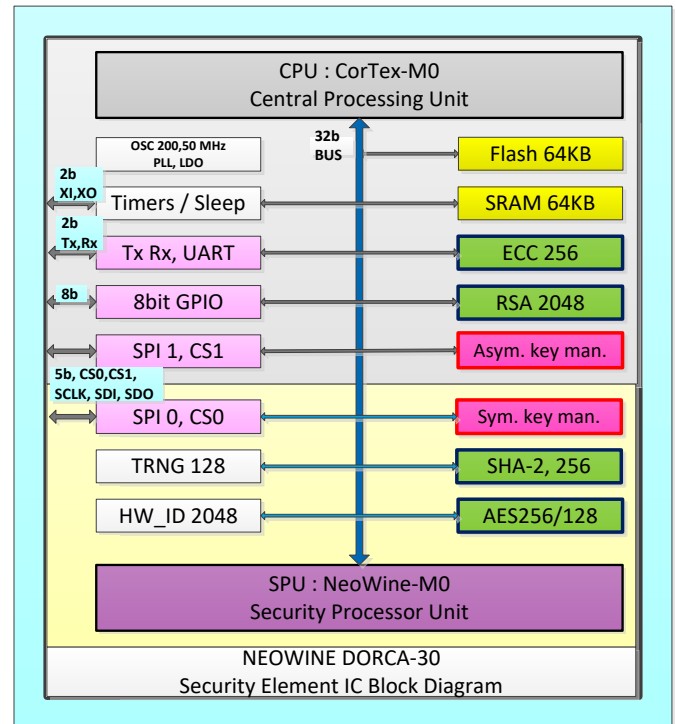 CPU : CorTex-M0
Central Processing Unit
OSC 200,50 MHz
PLL, LDO
32b
BUS
Flash 64KB
2b
XI,XO
Timers / Sleep
SRAM 64KB
2b
Tx,Rx
Tx Rx, UART
ECC 256
8b
8bit GPIO
RSA 2048
SPI 1, CS1
Asym. key man.
5b, CS0,CS1,
SCLK, SDI, SDO
SPI 0, CS0
Sym. key man.
TRNG 128
SHA-2, 256
HW_ID 2048
AES256/128
SPU : NeoWine-M0
Security Processor Unit
NEOWINE DORCA-30
Security Element IC Block Diagram